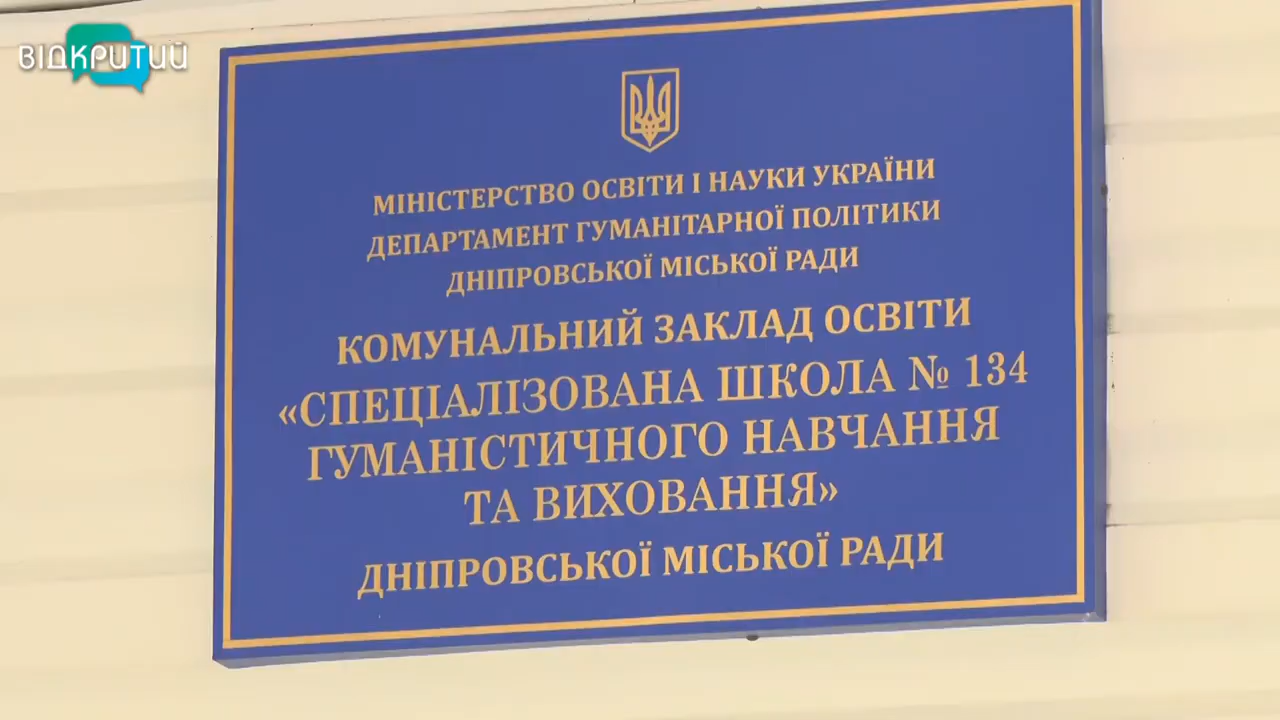 ВІДКРИТИЙ
МІНІСТЕРСТВО ОСВІТИ І НАУКИ УКРАЇНИ
ДЕПАРТАМЕНТ ГУМАНІТАРНОЇ ПОЛІТИКИ
ДНІПРОВСЬКОЇ МІСЬКОЇ РАДИ
КОМУНАЛЬНИЙ ЗАКЛАД ОСВІТИ
«СПЕЦІАЛІЗОВАНА ШКОЛА № 134
ГУМАНІСТИЧНОГО НАВЧАННЯ
ТА ВИХОВАННЯ»
ДНІПРОВСЬКОЇ МІСЬКОЇ РАДИ